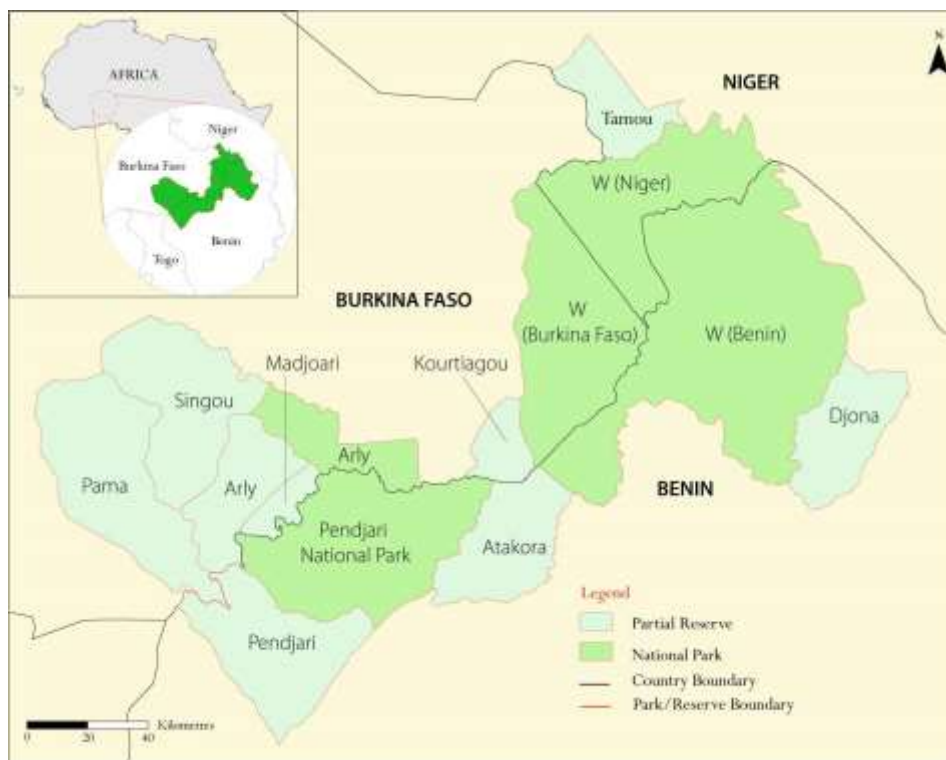 AFRICA
Niger
Burkina Faso
Benin
Togo
N
NIGER
Tamou
W (Niger)
BURKINA FASO
W
(Burkina Faso)
W (Benin)
Madjoari
Kourtiagou
Singou
Djona
Arly
Pama
Arly
BENIN
Pendjari
National Park
Atakora
Pendjari
Legend
Partial Reserve
National Park
Country Boundary
Park/Reserve Boundary
Kilometres
0 20 40